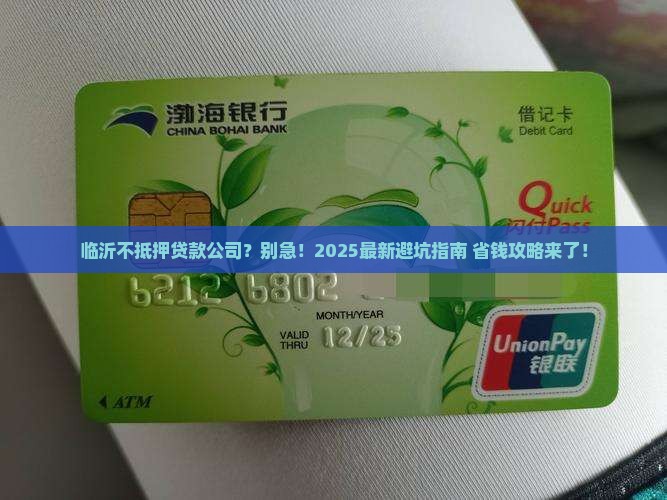 渤海银行
CHINA BOHAI BANK
借记卡
Debit Card
Quick
闪付Pass
临沂不抵押贷款公司？别急！2025最新避坑指南 省钱攻略来了！
6212 6802
MONTH/YEAR
VALID THRU 12/25
UnionPay
银联
ATM